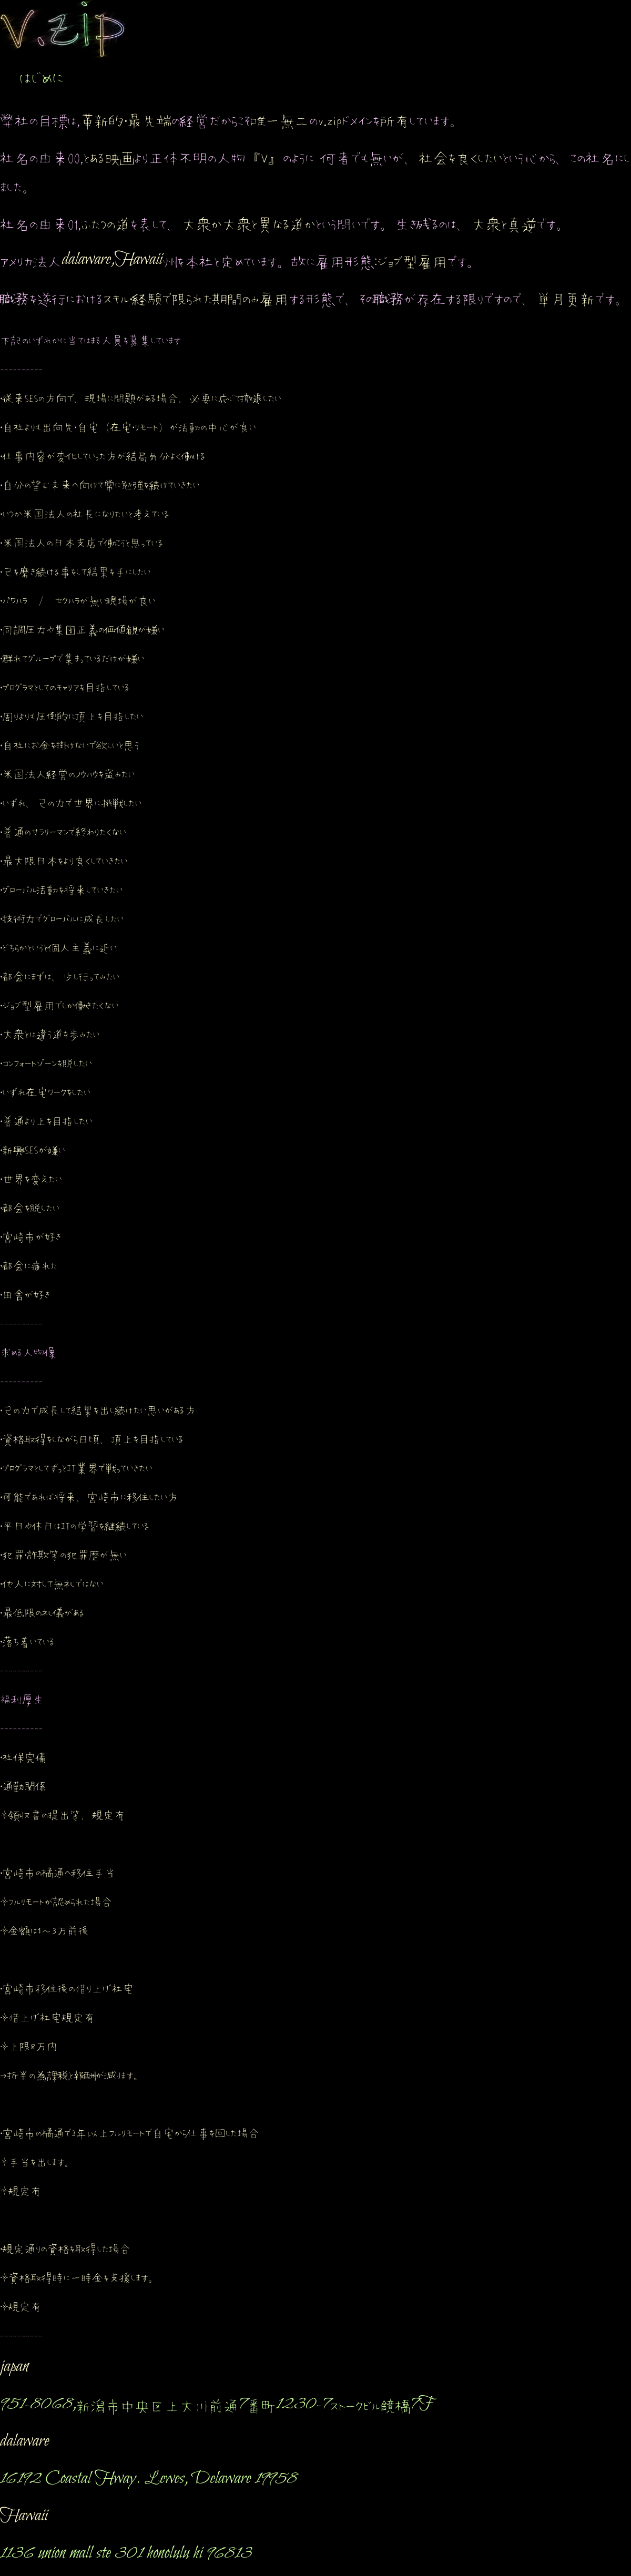 v.zip
はじめに
弊社の目標は,革新的・最先端の経営だからこそ唯一無二のv.zipドメインを所有しています。
社名の由来00,とある映画より正体不明の人物『V』のように 何者でも無いが、社会を良くしたいという心から、この社名にし
ました。
社名の由来01,ふたつの道を表して、大衆か大衆と異なる道かという問いです。生き残るのは、大衆と真逆です。
アメリカ法人dalaware,Hawaii州を本社と定めています。故に雇用形態:ジョブ型雇用です。
職務を遂行におけるスキル経験で限られた期間のみ雇用する形態で、その職務が存在する限りですので、単月更新です。
下記のいずれかに当てはまる人員を募集しています
----------
・従来SESの方向で、現場に問題がある場合、必要に応じて撤退したい
・自社よりも出向先・自宅（在宅・リモート）が活動の中心が良い
・仕事内容が変化していった方が結局気分よく働ける
・自分の望む未来へ向けて常に勉強を続けていきたい
・いつか米国法人の社長になりたいと考えている
・米国法人の日本支店で働こうと思っている
・己を磨き続ける事をして結果を手にしたい
・パワハラ　/　セクハラが無い現場が良い
・同調圧力や集団正義の価値観が嫌い
・群れてグループで集まっているだけが嫌い
・プログラマとしてのキャリアを目指している
・周りよりも圧倒的に頂上を目指したい
・自社にお金を掛けないで欲しいと思う
・米国法人経営のノウハウを盗みたい
・いずれ、己の力で世界に挑戦したい
・普通のサラリーマンで終わりたくない
・最大限日本をより良くしていきたい
・グローバル活動を将来していきたい
・技術力でグローバルに成長したい
・どちらかというと個人主義に近い
・都会にまずは、少し行ってみたい
・ジョブ型雇用でしか働きたくない
・大衆とは違う道を歩みたい
・コンフォートゾーンを脱したい
・いずれ在宅ワークをしたい
・普通より上を目指したい
・新興SESが嫌い
・世界を変えたい
・都会を脱したい
・宮崎市が好き
・都会に疲れた
・田舎が好き
----------
求める人物像
----------
・己の力で成長して結果を出し続けたい思いがある方
・資格取得をしながら日頃、頂上を目指している
・プログラマとしてずっとIT業界で戦っていきたい
・可能であれば将来、宮崎市に移住したい方
・平日や休日はITの学習を継続している
・犯罪・詐欺等の犯罪歴が無い
・他人に対して無礼ではない
・最低限の礼儀がある
・落ち着いている
----------
福利厚生
----------
・社保完備
・通勤関係
※領収書の提出等、規定有
・宮崎市の橘通へ移住手当
※フルリモートが認められた場合
※金額は1～3万前後
・宮崎市移住後の借り上げ社宅
※借上げ社宅規定有
※上限8万内
→折半の為課税と報酬が減ります。
・宮崎市の橘通で3年以上フルリモートで自宅から仕事を回した場合
※手当を出します。
※規定有
・規定通りの資格を取得した場合
※資格取得時に一時金を支援します。
※規定有
----------
japan
951-8068,新潟市中央区上大川前通7番町1230-7ストークビル鏡橋7F
dalaware
16192 Coastal Hway. Lewes, Delaware 19958
Hawaii
1136 union mall ste 301 honolulu hi 96813